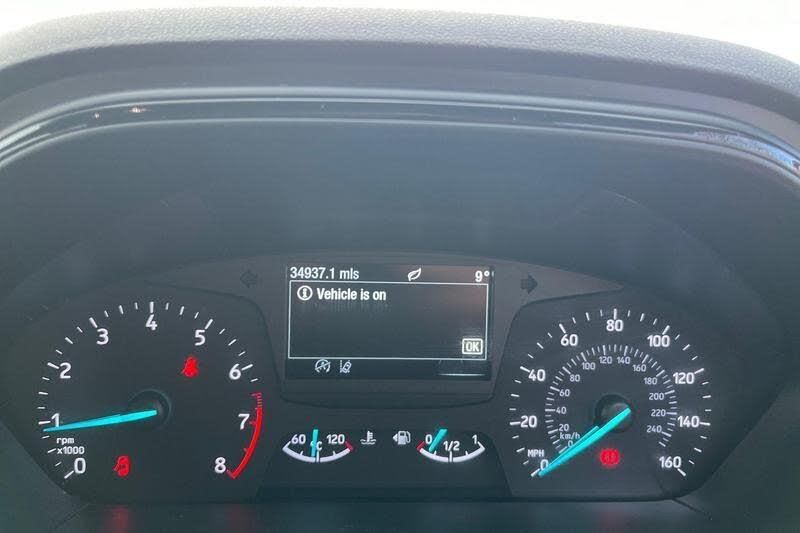 34937.1 mls 9°
Vehicle is on
OK
0 1 2 3 4 5 6 7 8
rpm
x1000
60 °C 120
0 1/2 1
0 20 40 60 80 100 120 140 160
MPH
20 40 60 80 100 120 140 160 180 200 220 240
km/h